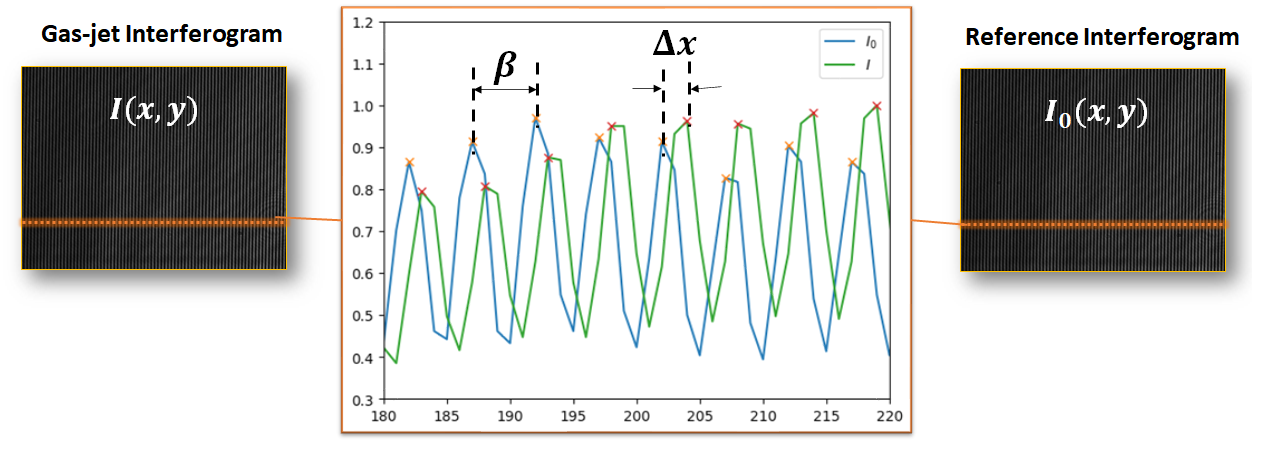 Gas-jet Interferogram
I(x, y)
1.2
1.1
1.0
0.9
0.8
0.7
0.6
0.5
0.4
0.3
180
185
190
195
200
205
210
215
220
β
Δx
I₀
I
Reference Interferogram
I₀(x, y)